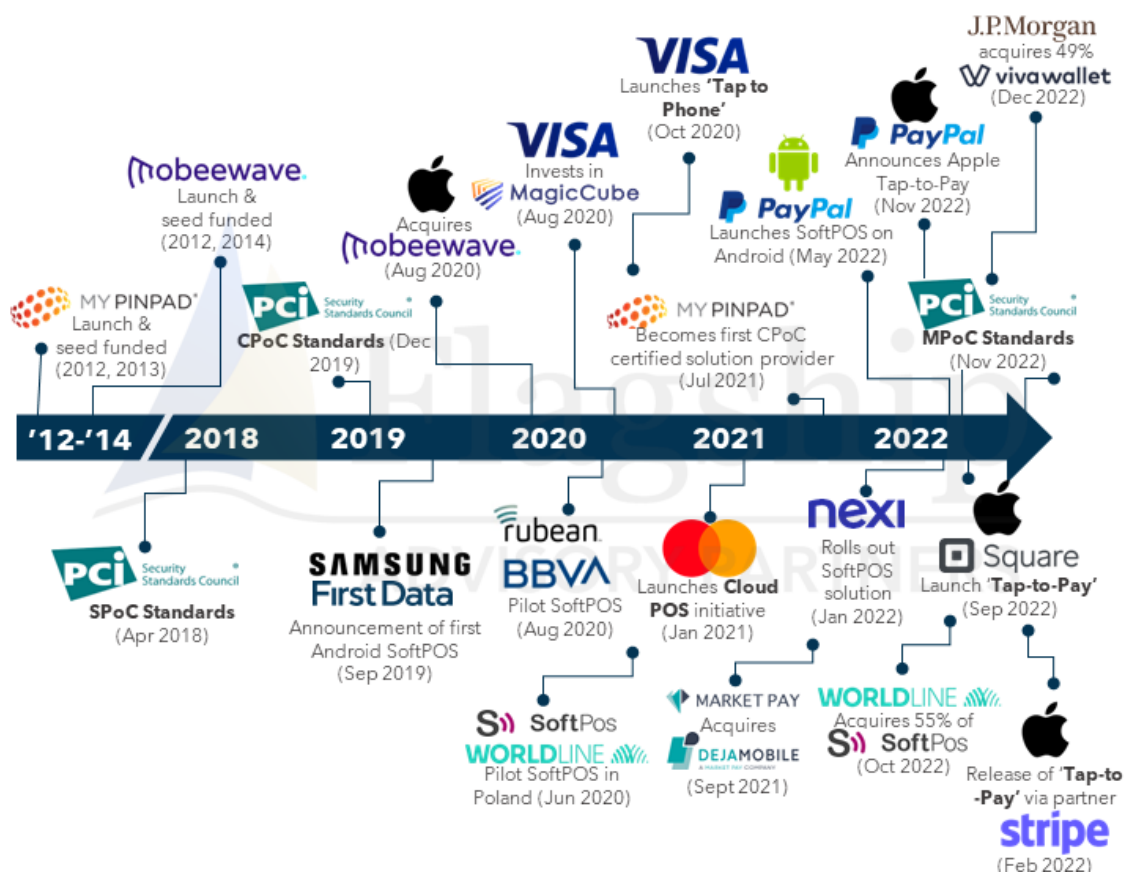 J.P.Morgan
acquires 49%
vivawallet
(Dec 2022)
VISA
Launches 'Tap to
Phone'
(Oct 2020)
PayPal
Announces Apple
Tap-to-Pay
(Nov 2022)
VISA
Invests in
MagicCube
(Aug 2020)
mobeewave.
Launch &
seed funded
(2012, 2014)
Acquires
mobeewave.
(Aug 2020)
PayPal
Launches SoftPOS on
Android (May 2022)
MYPINPAD
Launch &
seed funded
(2012, 2013)
PCi Security
Standards Council
CPoC Standards (Dec
2019)
MYPINPAD
Becomes first CPoC
certified solution provider
(Jul 2021)
PCi Security
Standards Council
MPoC Standards
(Nov 2022)
Flagship
ADVISORY PARTNERS
'12-'14
2018
2019
2020
2021
2022
PCi Security
Standards Council
SPoC Standards
(Apr 2018)
SAMSUNG
First Data
Announcement of first
Android SoftPOS
(Sep 2019)
rubean
BBVA
Pilot SoftPOS
(Aug 2020)
Launches Cloud
POS initiative
(Jan 2021)
nexi
Rolls out
SoftPOS
solution
(Jan 2022)
Square
Launch 'Tap-to-Pay'
(Sep 2022)
S SoftPos
WORLDLINE
Pilot SoftPOS in
Poland (Jun 2020)
MARKET PAY
Acquires
DEJAMOBILE
A MARKET PAY COMPANY
(Sept 2021)
WORLDLINE
Acquires 55% of
S SoftPos
(Oct 2022)
Release of 'Tap-to
-Pay' via partner
stripe
(Feb 2022)